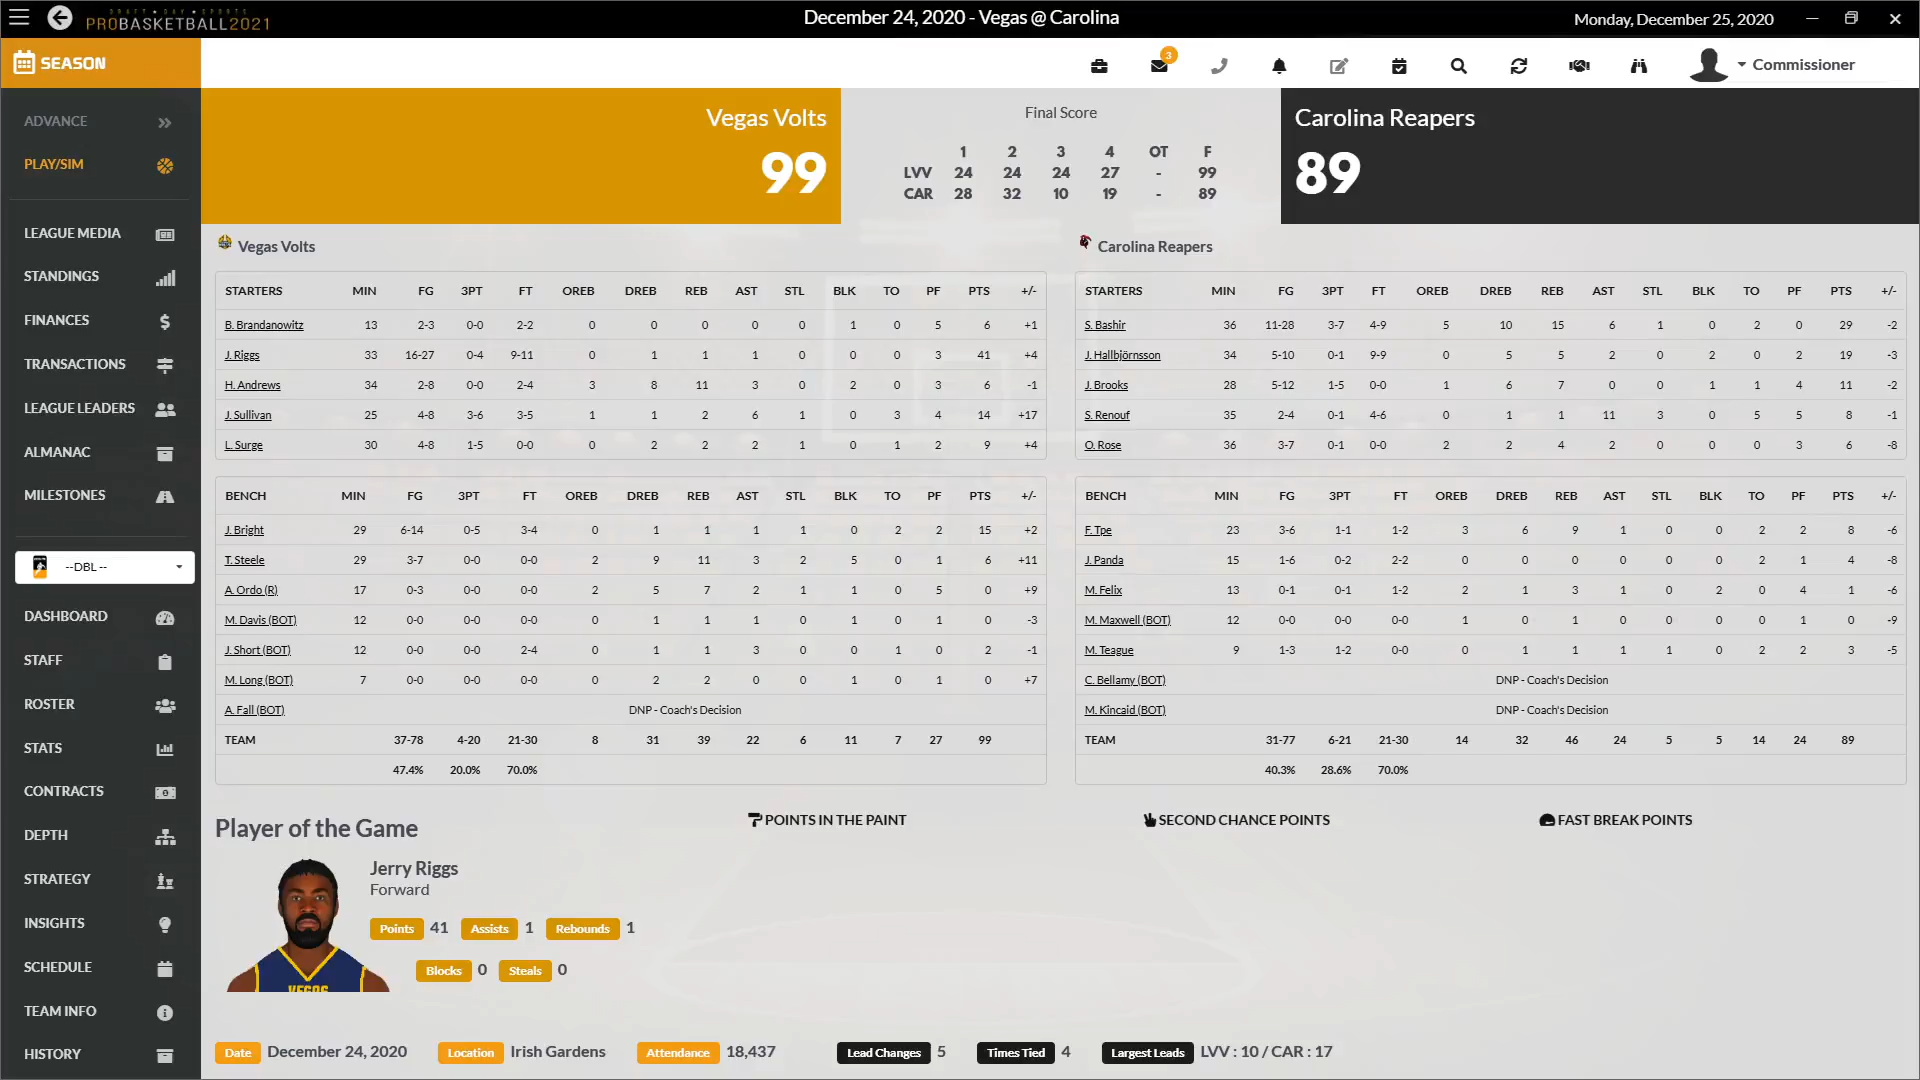 DRAFT • DAY • SPORTS
PROBASKETBALL2021
December 24, 2020 - Vegas @ Carolina
Monday, December 25, 2020
SEASON
3
Commissioner
ADVANCE
PLAY/SIM
LEAGUE MEDIA
STANDINGS
FINANCES
TRANSACTIONS
LEAGUE LEADERS
ALMANAC
MILESTONES
--DBL --
DASHBOARD
STAFF
ROSTER
STATS
CONTRACTS
DEPTH
STRATEGY
INSIGHTS
SCHEDULE
TEAM INFO
HISTORY
Vegas Volts
99
Final Score
1 2 3 4 OT F
LVV 24 24 24 27 - 99
CAR 28 32 10 19 - 89
Carolina Reapers
89
Vegas Volts
STARTERS MIN FG 3PT FT OREB DREB REB AST STL BLK TO PF PTS +/-
B. Brandanowitz 13 2-3 0-0 2-2 0 0 0 0 0 1 0 5 6 +1
J. Riggs 33 16-27 0-4 9-11 0 1 1 1 0 0 0 3 41 +4
H. Andrews 34 2-8 0-0 2-4 3 8 11 3 0 2 0 3 6 -1
J. Sullivan 25 4-8 3-6 3-5 1 1 2 6 1 0 3 4 14 +17
L. Surge 30 4-8 1-5 0-0 0 2 2 2 1 0 1 2 9 +4
BENCH MIN FG 3PT FT OREB DREB REB AST STL BLK TO PF PTS +/-
J. Bright 29 6-14 0-5 3-4 0 1 1 1 1 0 2 2 15 +2
T. Steele 29 3-7 0-0 0-0 2 9 11 3 2 5 0 1 6 +11
A. Ordo (R) 17 0-3 0-0 0-0 2 5 7 2 1 1 0 5 0 +9
M. Davis (BOT) 12 0-0 0-0 0-0 0 1 1 1 0 1 0 1 0 -3
J. Short (BOT) 12 0-0 0-0 2-4 0 1 1 3 0 0 1 0 2 -1
M. Long (BOT) 7 0-0 0-0 0-0 0 2 2 0 0 1 0 1 0 +7
A. Fall (BOT) DNP - Coach's Decision
TEAM 37-78 4-20 21-30 8 31 39 22 6 11 7 27 99
47.4% 20.0% 70.0%
Carolina Reapers
STARTERS MIN FG 3PT FT OREB DREB REB AST STL BLK TO PF PTS +/-
S. Bashir 36 11-28 3-7 4-9 5 10 15 6 1 0 2 0 29 -2
J. Hallbjörnsson 34 5-10 0-1 9-9 0 5 5 2 0 2 0 2 19 -3
J. Brooks 28 5-12 1-5 0-0 1 6 7 0 0 1 1 4 11 -2
S. Renouf 35 2-4 0-1 4-6 0 1 1 11 3 0 5 5 8 -1
O. Rose 36 3-7 0-1 0-0 2 2 4 2 0 0 0 3 6 -8
BENCH MIN FG 3PT FT OREB DREB REB AST STL BLK TO PF PTS +/-
F. Tpe 23 3-6 1-1 1-2 3 6 9 1 0 0 2 2 8 -6
J. Panda 15 1-6 0-2 2-2 0 0 0 0 0 0 2 1 4 -8
M. Felix 13 0-1 0-1 1-2 2 1 3 1 0 2 0 4 1 -6
M. Maxwell (BOT) 12 0-0 0-0 0-0 1 0 1 0 0 0 0 1 0 -9
M. Teague 9 1-3 1-2 0-0 0 1 1 1 1 0 2 2 3 -5
C. Bellamy (BOT) DNP - Coach's Decision
M. Kincaid (BOT) DNP - Coach's Decision
TEAM 31-77 6-21 21-30 14 32 46 24 5 5 14 24 89
40.3% 28.6% 70.0%
Player of the Game
POINTS IN THE PAINT
SECOND CHANCE POINTS
FAST BREAK POINTS
Jerry Riggs
Forward
Points 41 Assists 1 Rebounds 1
Blocks 0 Steals 0
VEGAS
Date December 24, 2020 Location Irish Gardens Attendance 18,437 Lead Changes 5 Times Tied 4 Largest Leads LVV : 10 / CAR : 17